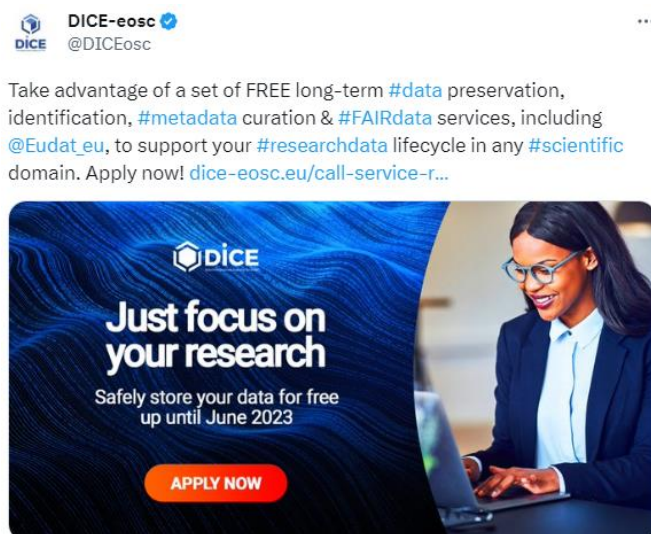 DICE-eosc
@DICEosc
Take advantage of a set of FREE long-term #data preservation,
identification, #metadata curation & #FAIRdata services, including
@Eudat_eu, to support your #researchdata lifecycle in any #scientific
domain. Apply now! dice-eosc.eu/call-service-r...
DICE
Just focus on
your research
Safely store your data for free
up until June 2023
APPLY NOW